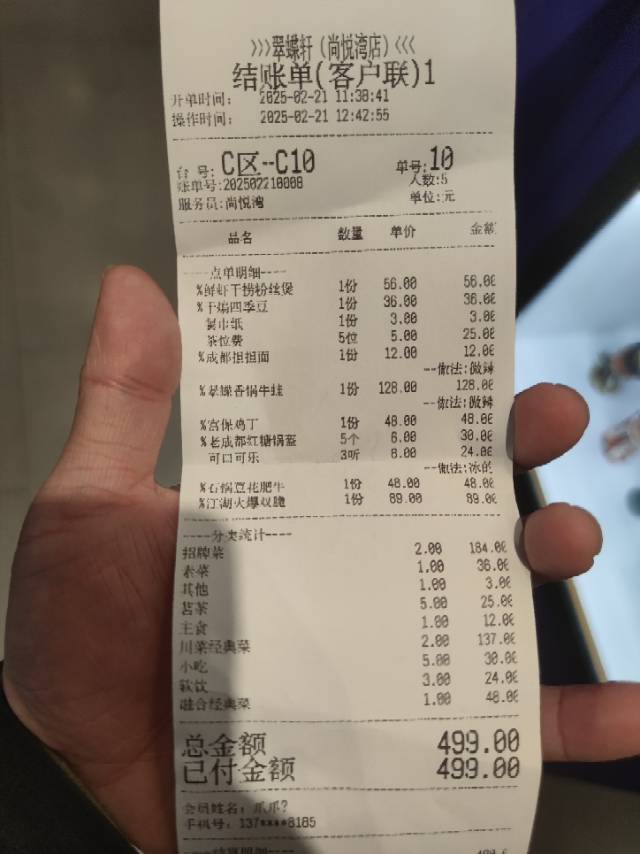 >>>翠蝶轩（尚悦湾店）<<<
结账单(客户联)1
开单时间： 2025-02-21 11:30:41
操作时间： 2025-02-21 12:42:55
台 号: C区--C10 单号: 10
账单号:202502210008 人数:5
服务员:尚悦湾 单位:元
品名 数量 单价 金额
----点单明细----
%鲜虾干捞粉丝煲 1份 56.00 56.00
%干煸四季豆 1份 36.00 36.00
餐巾纸 1份 3.00 3.00
茶位费 5位 5.00 25.00
%成都担担面 1份 12.00 12.00
--做法:微辣
%翠蝶香锅牛蛙 1份 128.00 128.00
--做法:微辣
%宫保鸡丁 1份 48.00 48.00
%老成都红糖锅盔 5个 6.00 30.00
可口可乐 3听 8.00 24.00
--做法:冰的
%石锅豆花肥牛 1份 48.00 48.00
%江湖火爆双脆 1份 89.00 89.00
----分类统计----
招牌菜 2.00 184.00
素菜 1.00 36.00
其他 1.00 3.00
茗茶 5.00 25.00
主食 1.00 12.00
川菜经典菜 2.00 137.00
小吃 5.00 30.00
软饮 3.00 24.00
融合经典菜 1.00 48.00
总金额 499.00
已付金额 499.00
会员姓名: 爪爪?
手机号: 137****8185